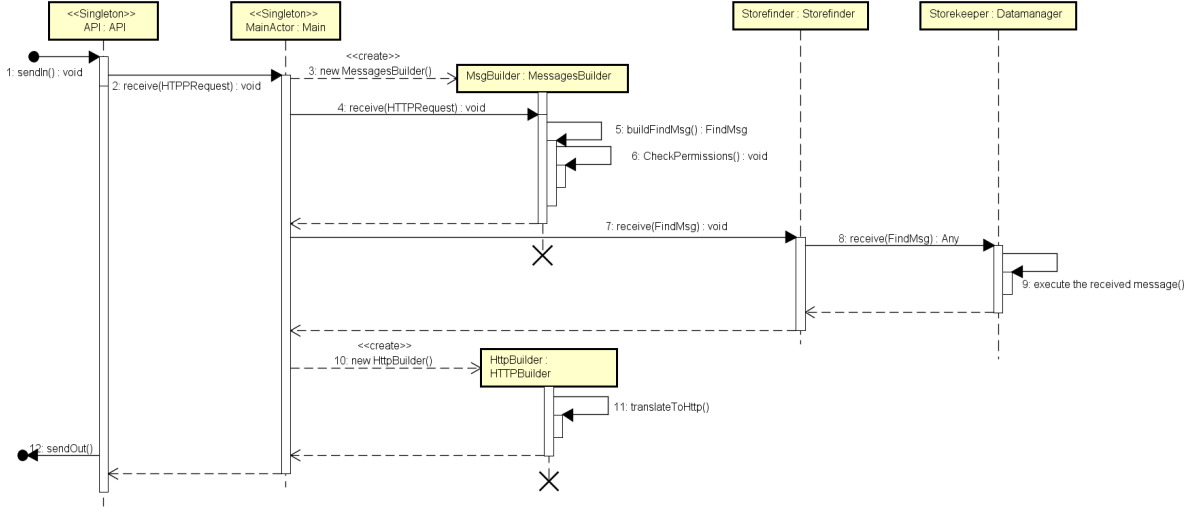 <<Singleton>>
API : API
<<Singleton>>
MainActor : Main
Storefinder : Storefinder
Storekeeper : Datamanager
1: sendIn() : void
2: receive(HTPPRequest) : void
<<create>>
3: new MessagesBuilder()
MsgBuilder : MessagesBuilder
4: receive(HTTPRequest) : void
5: buildFindMsg() : FindMsg
6: CheckPermissions() : void
7: receive(FindMsg) : void
8: receive(FindMsg) : Any
9: execute the received message()
<<create>>
10: new HttpBuilder()
HttpBuilder :
HTTPBuilder
11: translateToHttp()
12: sendOut()